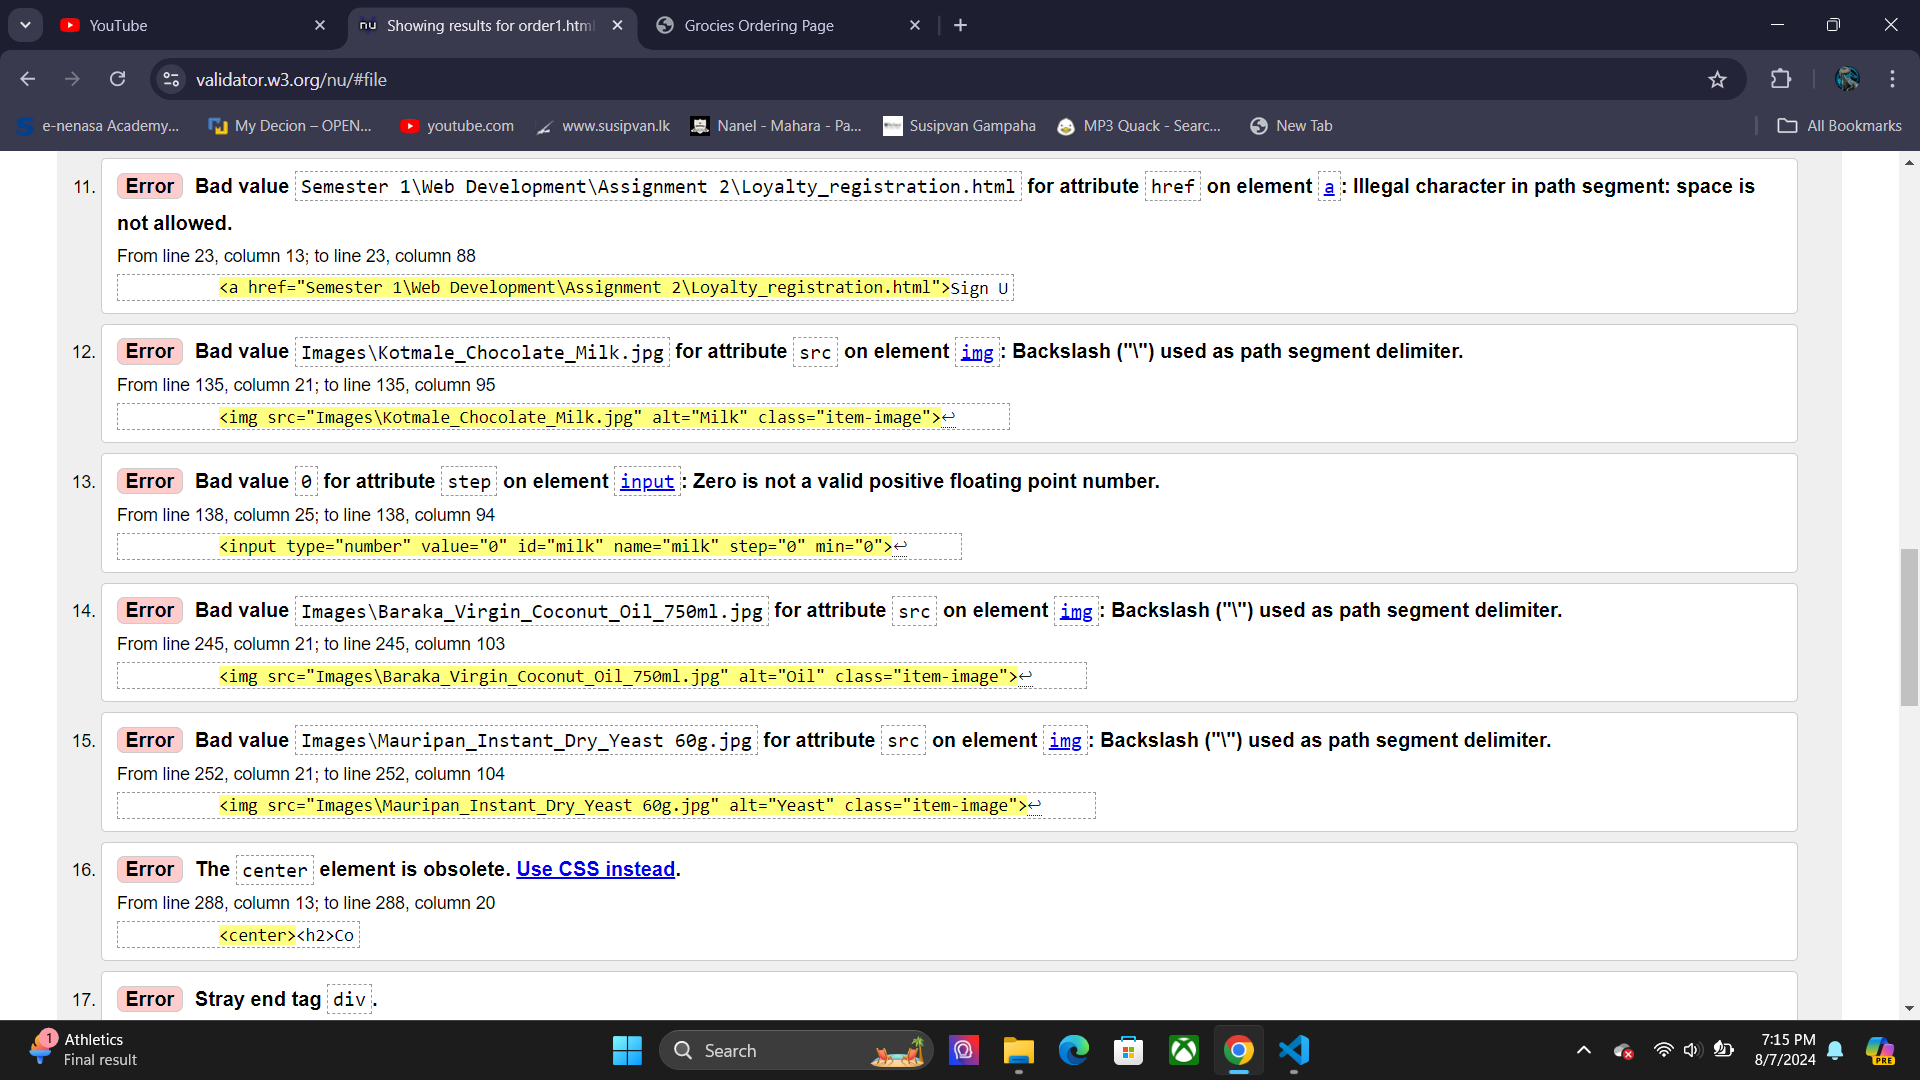 YouTube
nu Showing results for order1.html
Grocies Ordering Page
validator.w3.org/nu/#file
e-nenasa Academy...
My Decion – OPEN...
youtube.com
www.susipvan.lk
Nanel - Mahara - Pa...
Susipvan Gampaha
MP3 Quack - Searc...
New Tab
All Bookmarks
11. Error Bad value Semester 1\Web Development\Assignment 2\Loyalty_registration.html for attribute href on element a: Illegal character in path segment: space is
not allowed.
From line 23, column 13; to line 23, column 88
<a href="Semester 1\Web Development\Assignment 2\Loyalty_registration.html">Sign U
12. Error Bad value Images\Kotmale_Chocolate_Milk.jpg for attribute src on element img: Backslash ("\") used as path segment delimiter.
From line 135, column 21; to line 135, column 95
<img src="Images\Kotmale_Chocolate_Milk.jpg" alt="Milk" class="item-image">↩
13. Error Bad value 0 for attribute step on element input: Zero is not a valid positive floating point number.
From line 138, column 25; to line 138, column 94
<input type="number" value="0" id="milk" name="milk" step="0" min="0">↩
14. Error Bad value Images\Baraka_Virgin_Coconut_Oil_750ml.jpg for attribute src on element img: Backslash ("\") used as path segment delimiter.
From line 245, column 21; to line 245, column 103
<img src="Images\Baraka_Virgin_Coconut_Oil_750ml.jpg" alt="Oil" class="item-image">↩
15. Error Bad value Images\Mauripan_Instant_Dry_Yeast 60g.jpg for attribute src on element img: Backslash ("\") used as path segment delimiter.
From line 252, column 21; to line 252, column 104
<img src="Images\Mauripan_Instant_Dry_Yeast 60g.jpg" alt="Yeast" class="item-image">↩
16. Error The center element is obsolete. Use CSS instead.
From line 288, column 13; to line 288, column 20
<center><h2>Co
17. Error Stray end tag div.
1
Athletics
Final result
Search
PRE
7:15 PM
8/7/2024